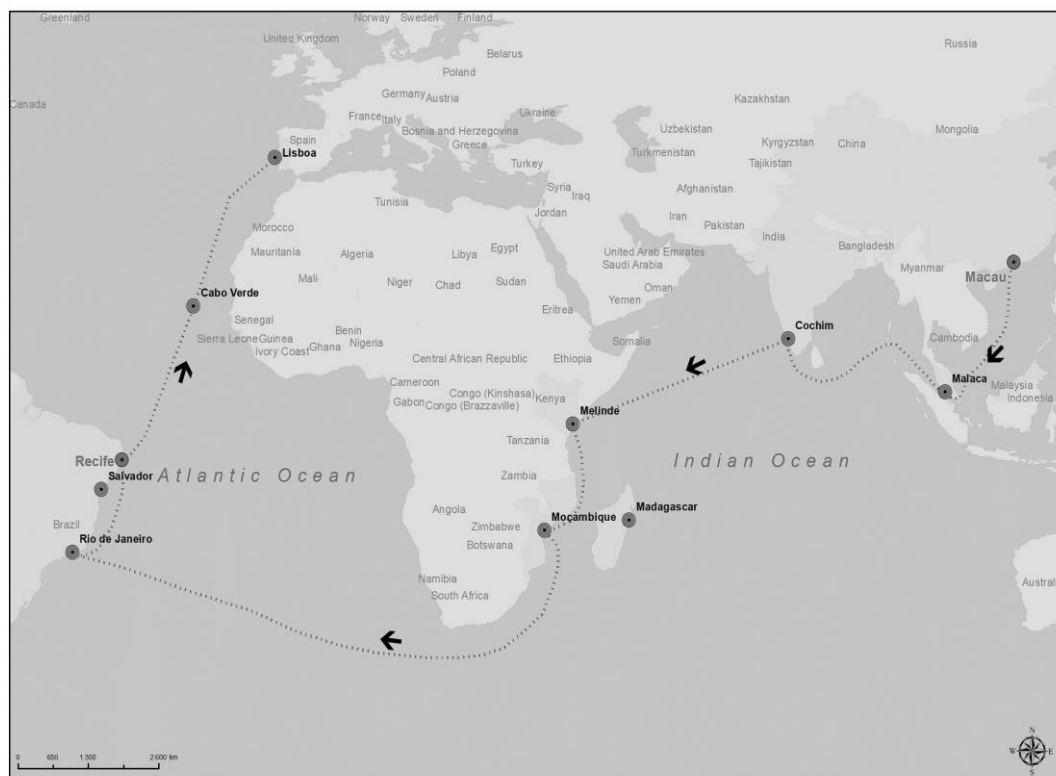 Greenland
Norway
Sweden
Finland
United Kingdom
Russia
Belarus
Poland
Canada
Germany
Austria
Kazakhstan
France
Italy
Ukraine
Bosnia and Herzegovina
Uzbekistan
Mongolia
Spain
Greece
Kyrgyzstan
China
Lisboa
Turkey
Turkmenistan
Tajikistan
Syria
Iraq
Afghanistan
Tunisia
Jordan
Iran
Pakistan
Morocco
India
Mauritania
Algeria
Libya
Egypt
United Arab Emirates
Bangladesh
Saudi Arabia
Myanmar
Macau
Mali
Niger
Chad
Sudan
Oman
Cabo Verde
Yemen
Eritrea
Senegal
Cochim
Sierra Leone
Guinea
Benin
Ivory Coast
Ghana
Nigeria
Somalia
Cambodia
Central African Republic
Ethiopia
Cameroon
Malaca
Malaysia
Indonesia
Gabon
Congo (Kinshasa)
Congo (Brazzaville)
Kenya
Melinde
Tanzania
Recife
Indian Ocean
Salvador
Atlantic Ocean
Zambia
Angola
Moçambique
Madagascar
Brazil
Zimbabwe
Rio de Janeiro
Botswana
Namibia
South Africa
Austral
N
W
E
S
0 650 1.300 2.600 km